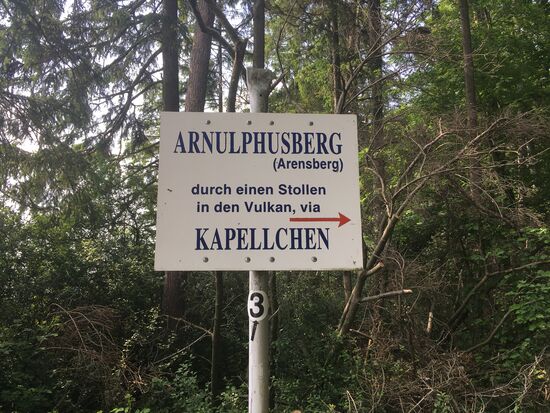 ARNULPHUSBERG
(Arensberg)
durch einen Stollen
in den Vulkan, via
KAPELLCHEN
3